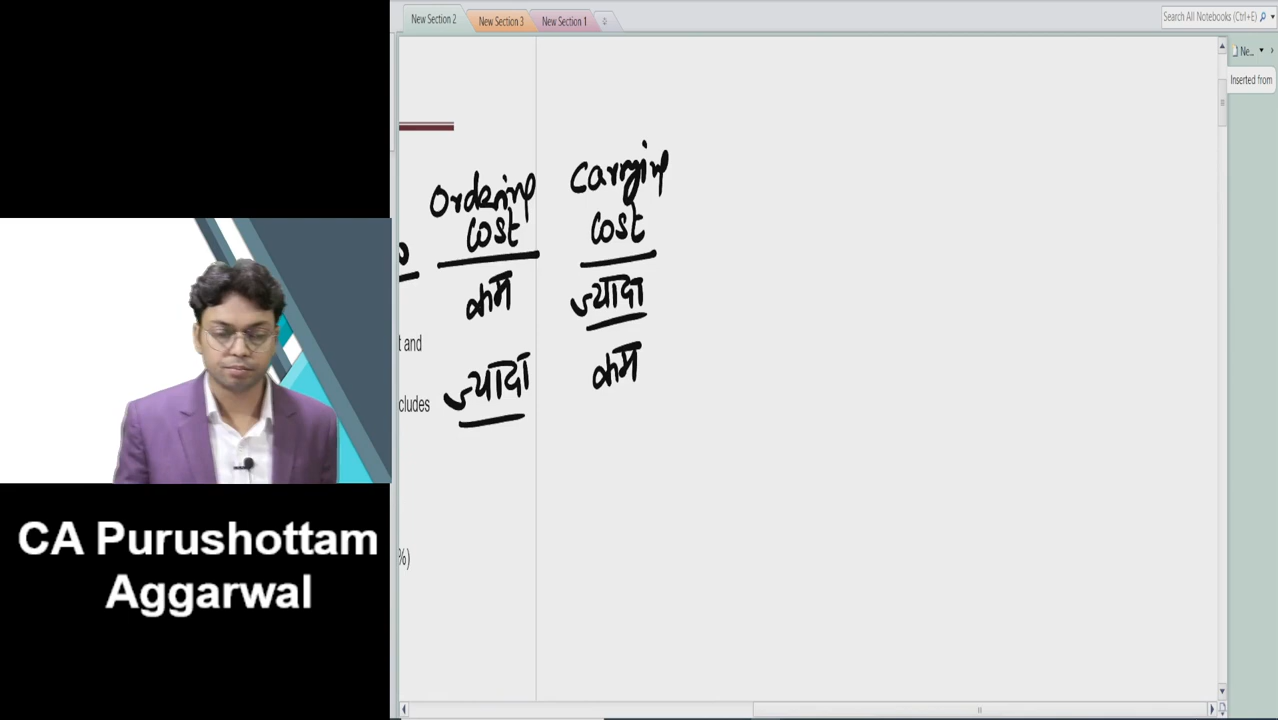 New Section 2
New Section 3
New Section 1
Search All Notebooks (Ctrl+E)
Ne...
Inserted from
Ordering Carrying
Cost Cost
कम ज्यादा
t and
ज्यादा कम
cludes
%)
CA Purushottam
Aggarwal